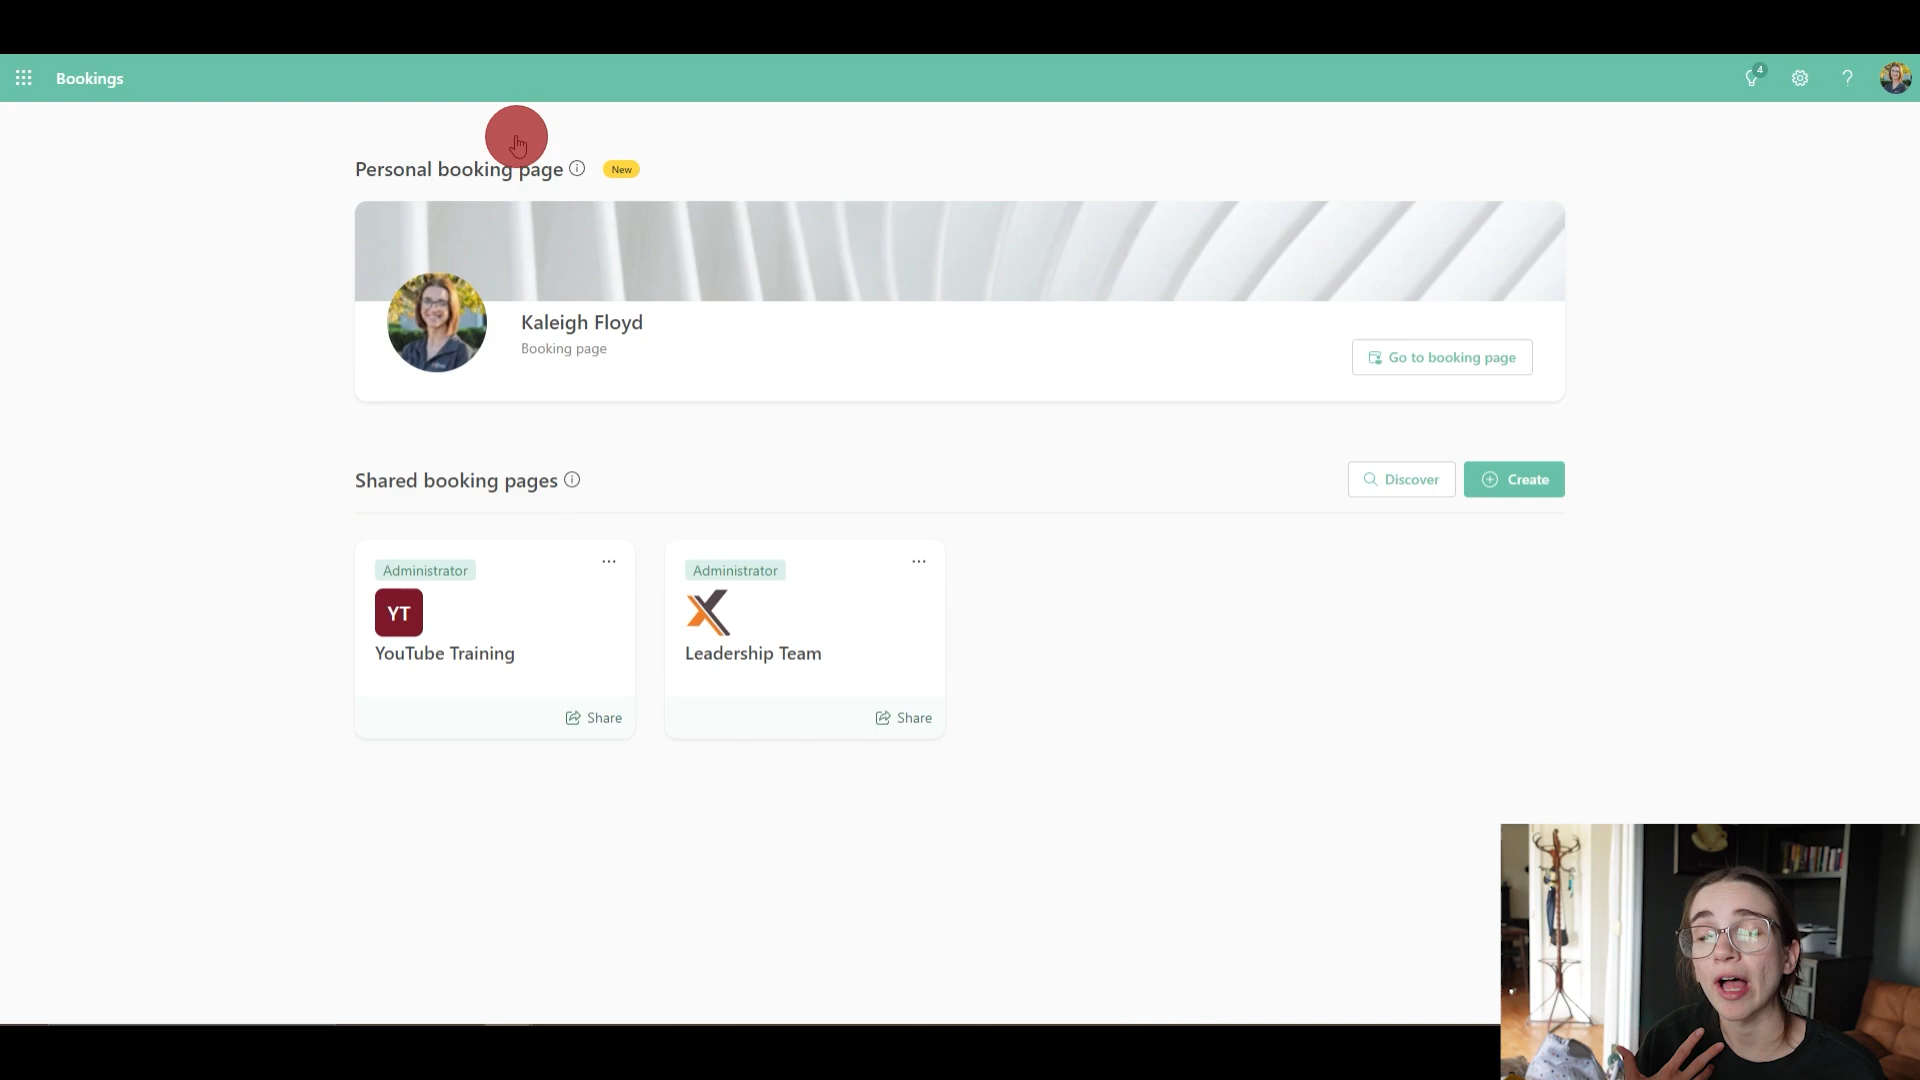 Bookings
4
Personal booking page
New
Kaleigh Floyd
Booking page
Go to booking page
Shared booking pages
Discover
Create
Administrator
Administrator
YT
YouTube Training
Leadership Team
Share
Share